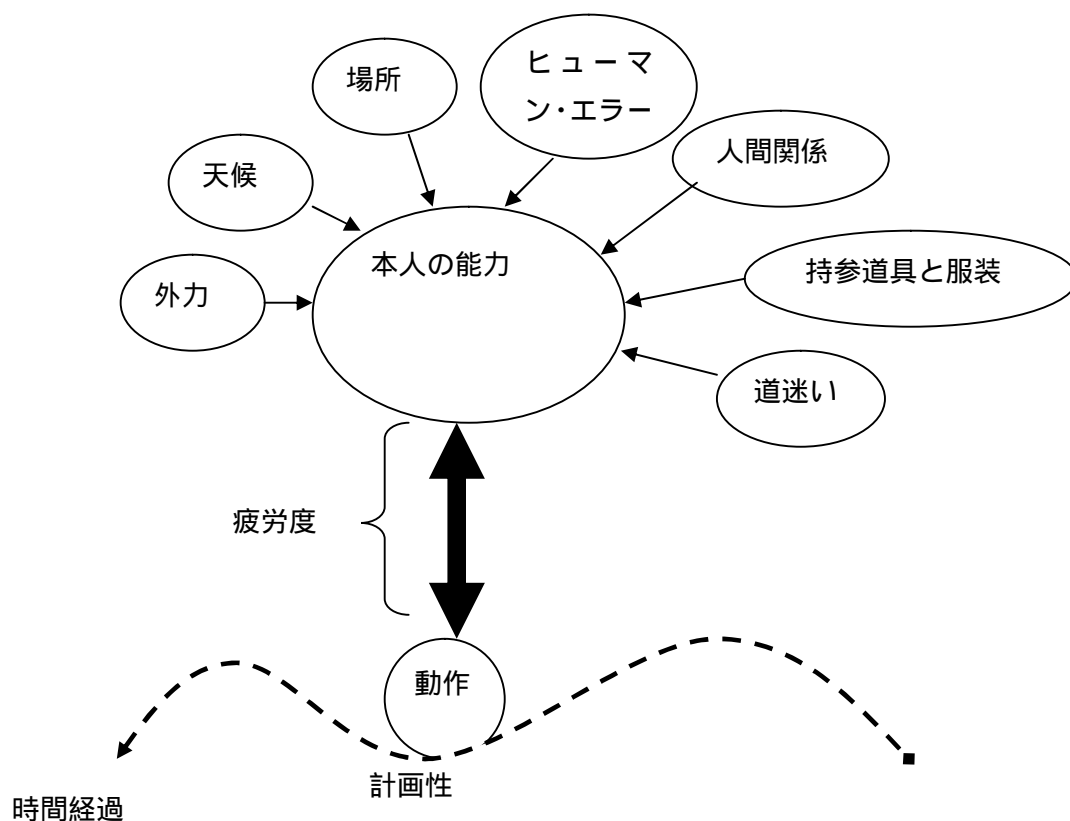 場所
ヒューマ
ン・エラー
人間関係
天候
本人の能力
持参道具と服装
外力
道迷い
疲労度
動作
計画性
時間経過